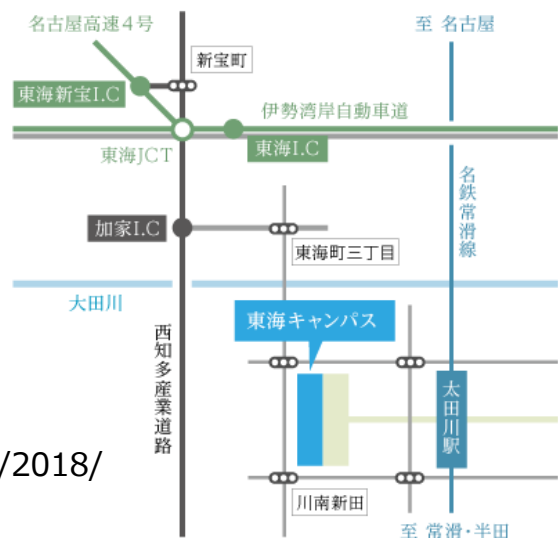 名古屋高速4号
至 名古屋
新宝町
東海新宝I.C
伊勢湾岸自動車道
東海JCT
東海I.C
名鉄常滑線
加家I.C
東海町三丁目
大田川
東海キャンパス
西知多産業道路
太田川駅
/2018/
川南新田
至 常滑・半田